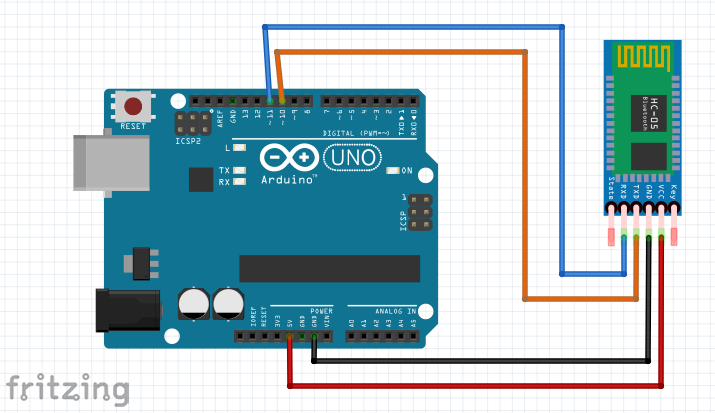 AREF
GND
13
12
~11
~10
~9
8
7
~6
~5
4
~3
2
TXD▶1
RXD◀0
RESET
ICSP2
DIGITAL (PWM=~)
L
TX
RX
UNO
Arduino™
ON
1
ICSP
HC-05
Bluetooth
State
RXD
TXD
GND
VCC
Key
POWER
ANALOG IN
IOREF
RESET
3V3
5V
GND
GND
VIN
A0
A1
A2
A3
A4
A5
fritzing